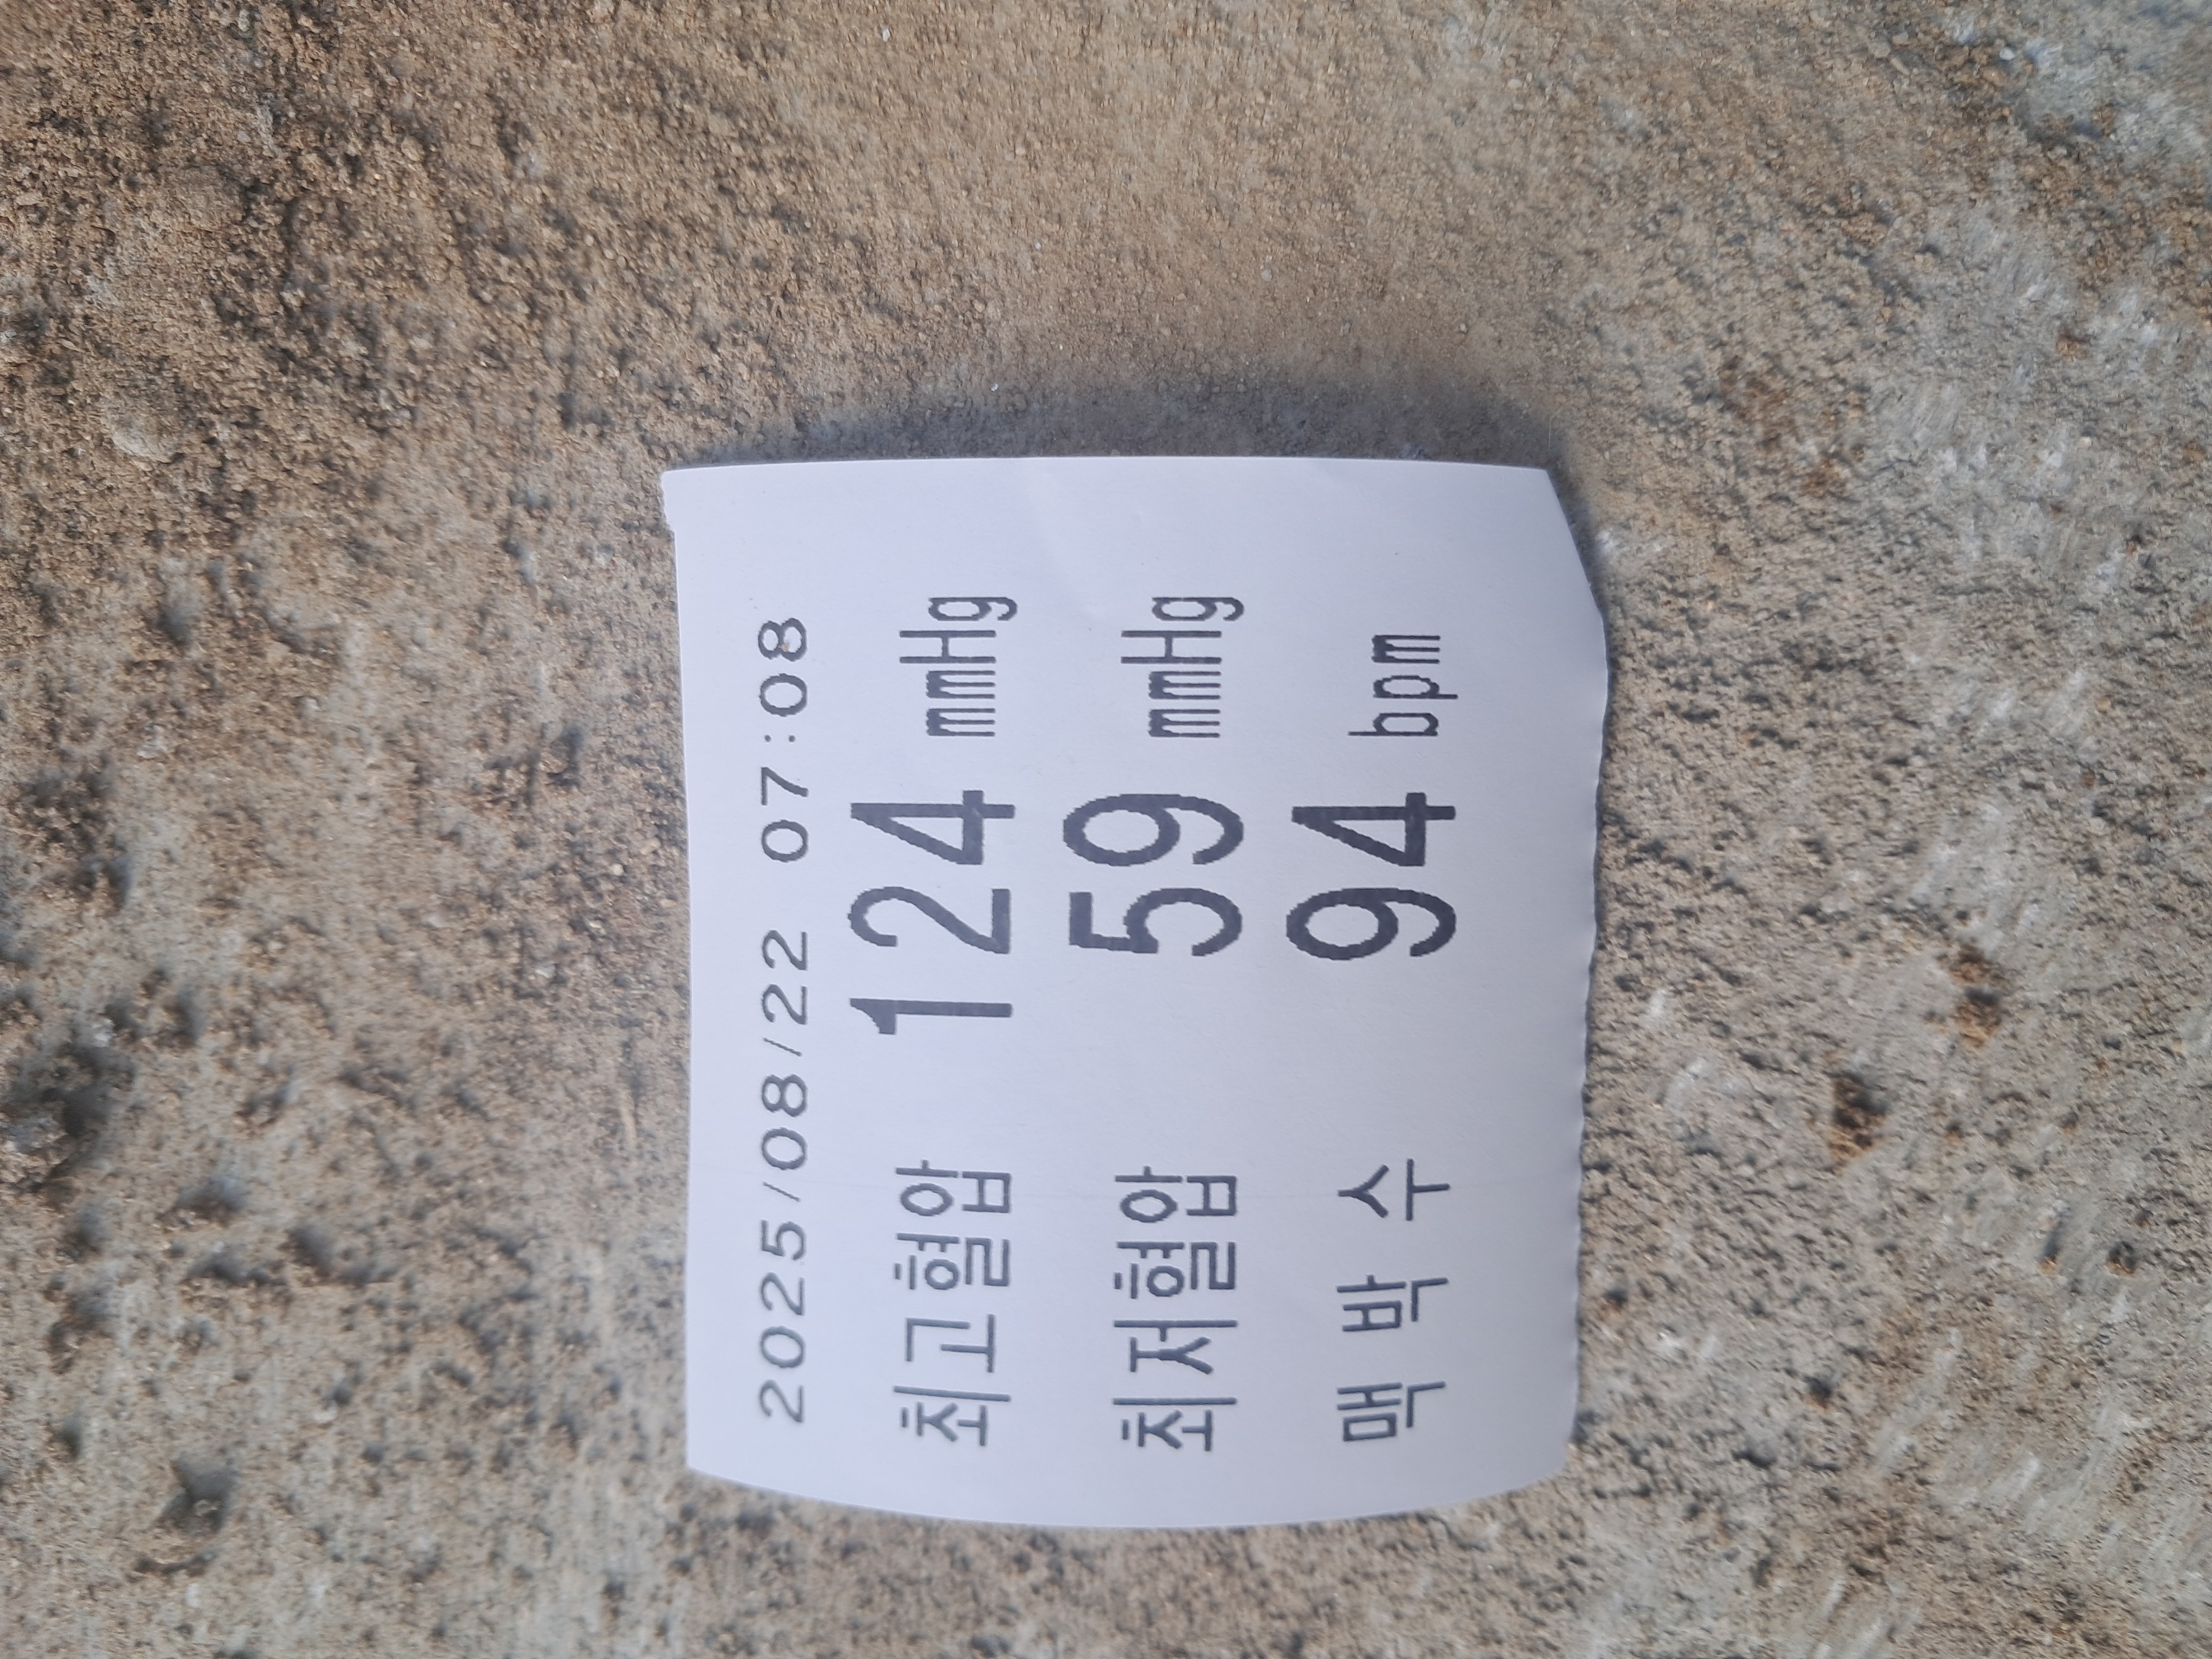 2025/08/22 07:08
최고혈압 124 mmHg
최저혈압 59 mmHg
맥 박 수 94 bpm